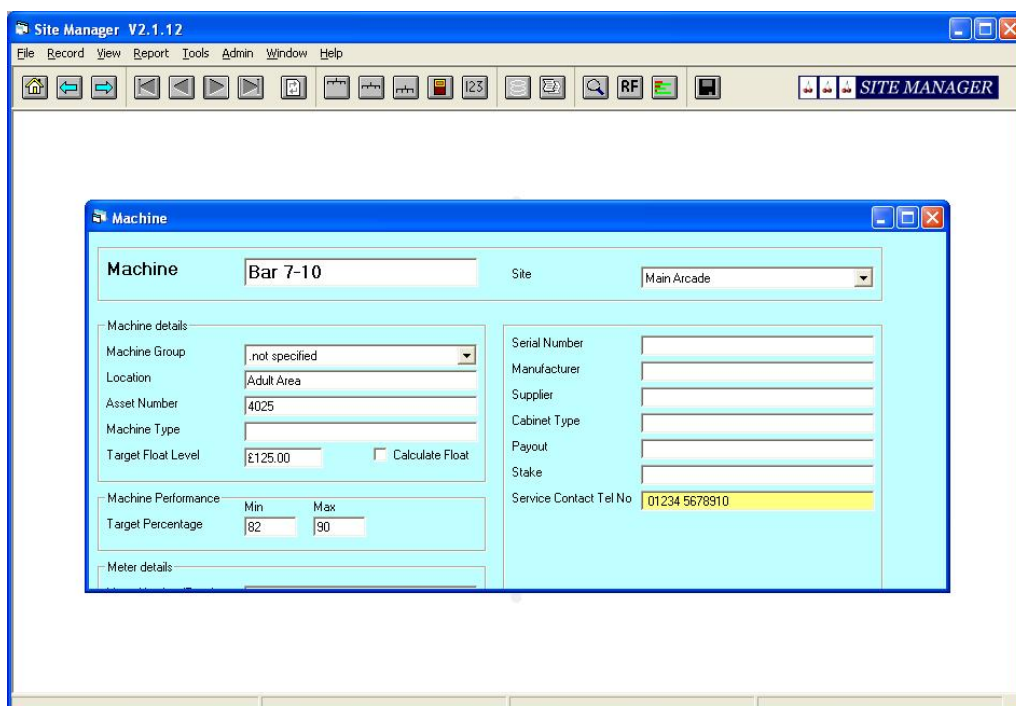 Site Manager V2.1.12
File Record View Report Tools Admin Window Help
123 RF SITE MANAGER
Machine
Machine Bar 7-10 Site Main Arcade
Machine details
Machine Group .not specified
Location Adult Area
Asset Number 4025
Machine Type
Target Float Level £125.00 Calculate Float
Machine Performance
Min Max
Target Percentage 82 90
Meter details
Serial Number
Manufacturer
Supplier
Cabinet Type
Payout
Stake
Service Contact Tel No 01234 5678910